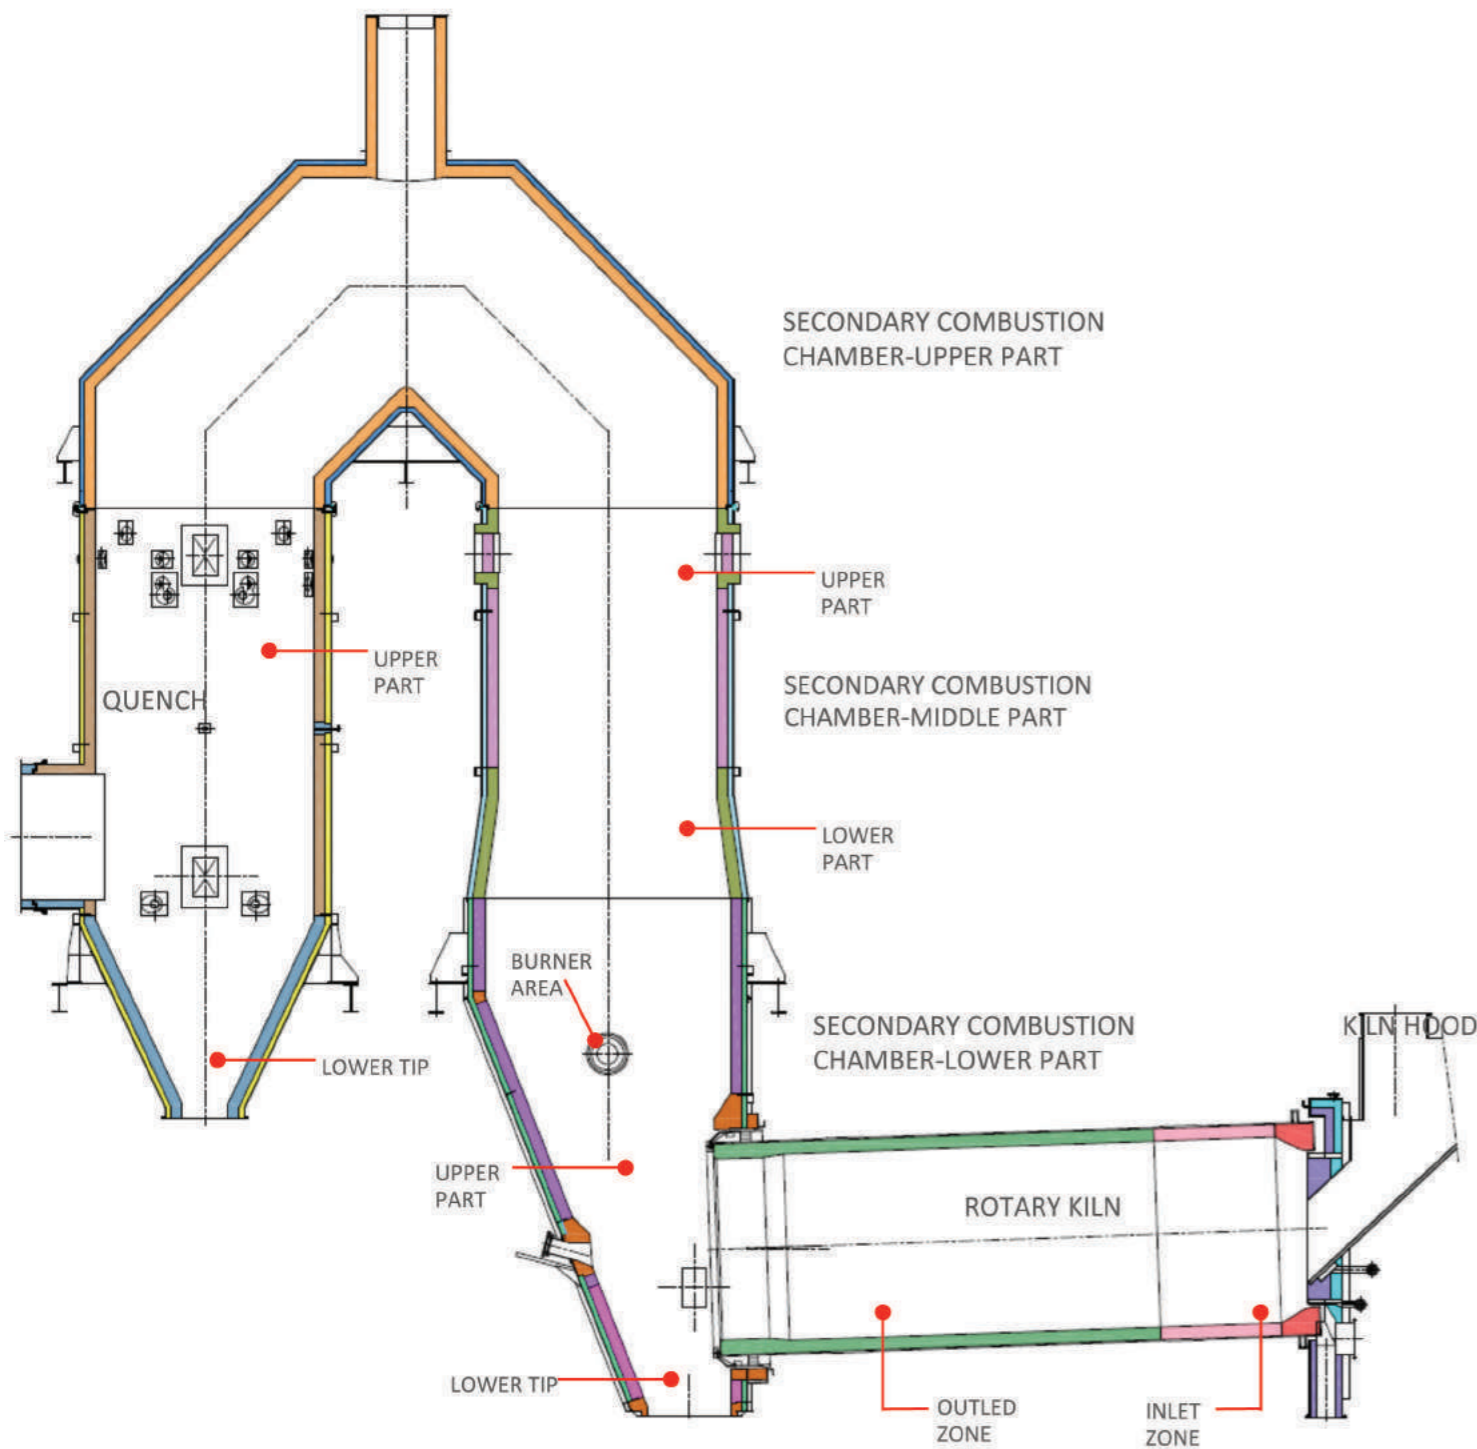 SECONDARY COMBUSTION
CHAMBER-UPPER PART
UPPER
PART
UPPER
PART
QUENCH
SECONDARY COMBUSTION
CHAMBER-MIDDLE PART
LOWER
PART
BURNER
AREA
SECONDARY COMBUSTION
CHAMBER-LOWER PART
KILN HOOD
LOWER TIP
UPPER
PART
ROTARY KILN
LOWER TIP
OUTLED
ZONE
INLET
ZONE